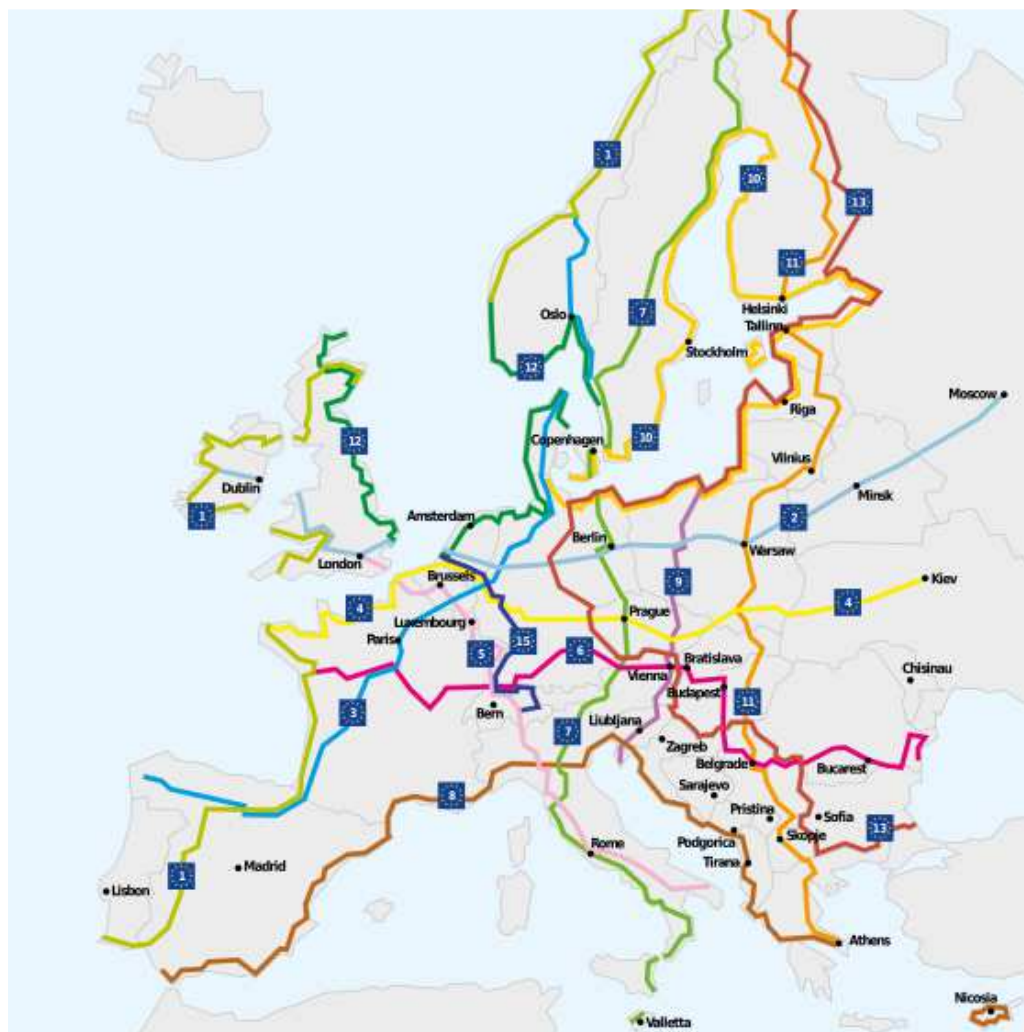 1
10
13
11
Helsinki
Oslo
7
Tallinn
Stockholm
12
Moscow
Riga
10
Copenhagen
12
Vilnius
Dublin
Minsk
1
Amsterdam
2
Berlin
Warsaw
London
Brussels
9
Kiev
4
4
Prague
Luxembourg
Paris
15
5
6
Bratislava
Vienna
Chisinau
Budapest
11
Bern
3
Liubljana
7
Zagreb
Belgrade
Bucarest
Sarajevo
8
Pristina
Sofia
13
Podgorica
Skopje
Rome
Tirana
Madrid
1
Lisbon
Athens
Nicosia
Valletta